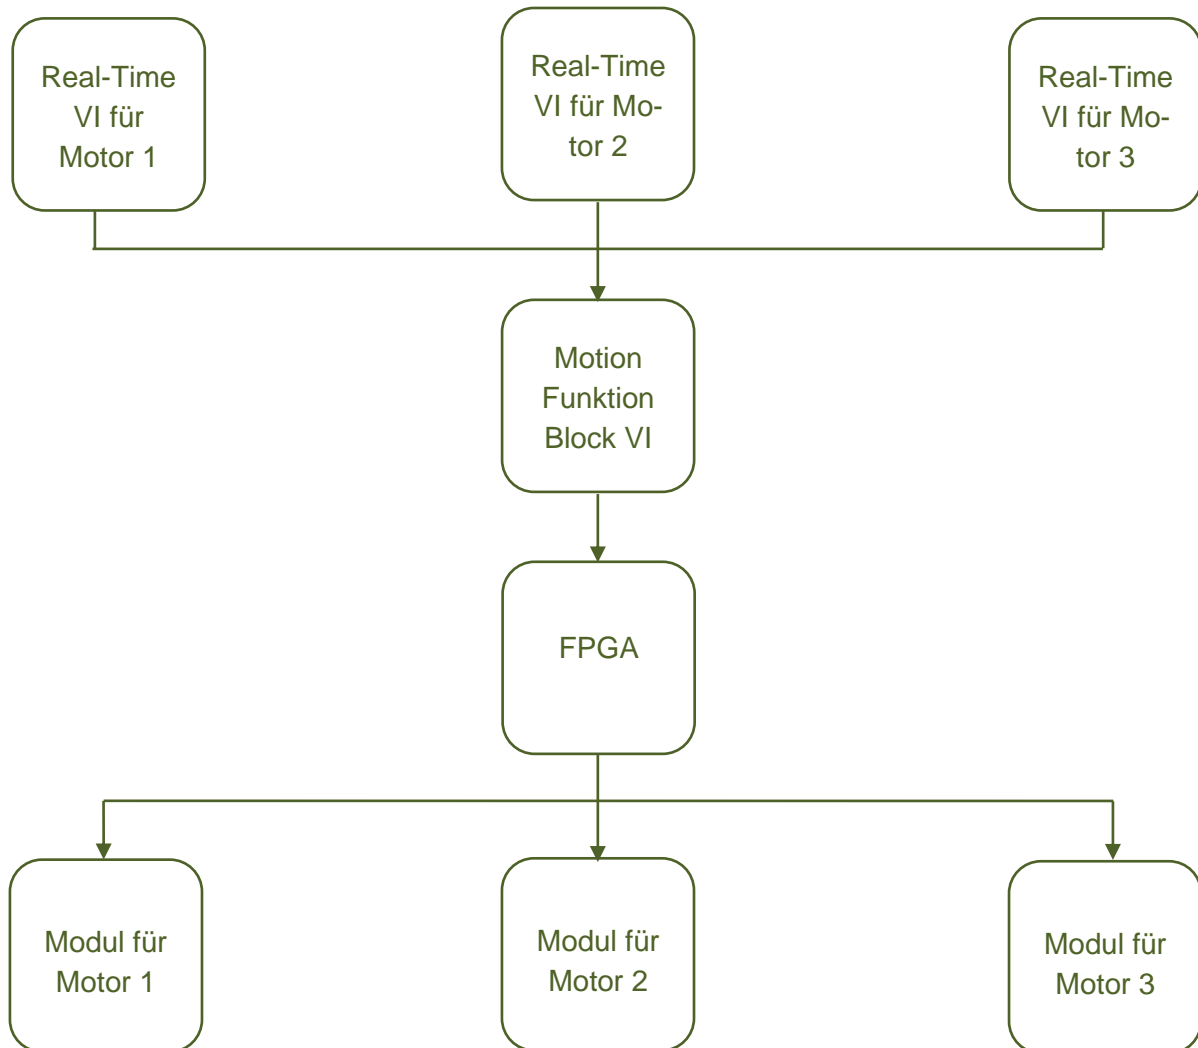 Real-Time
VI für
Motor 1
Real-Time
VI für Mo-
tor 2
Real-Time
VI für Mo-
tor 3
Motion
Funktion
Block VI
FPGA
Modul für
Motor 1
Modul für
Motor 2
Modul für
Motor 3